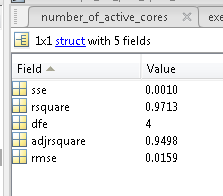 number_of_active_cores × exe
1x1 struct with 5 fields
Field Value
sse 0.0010
rsquare 0.9713
dfe 4
adjrsquare 0.9498
rmse 0.0159